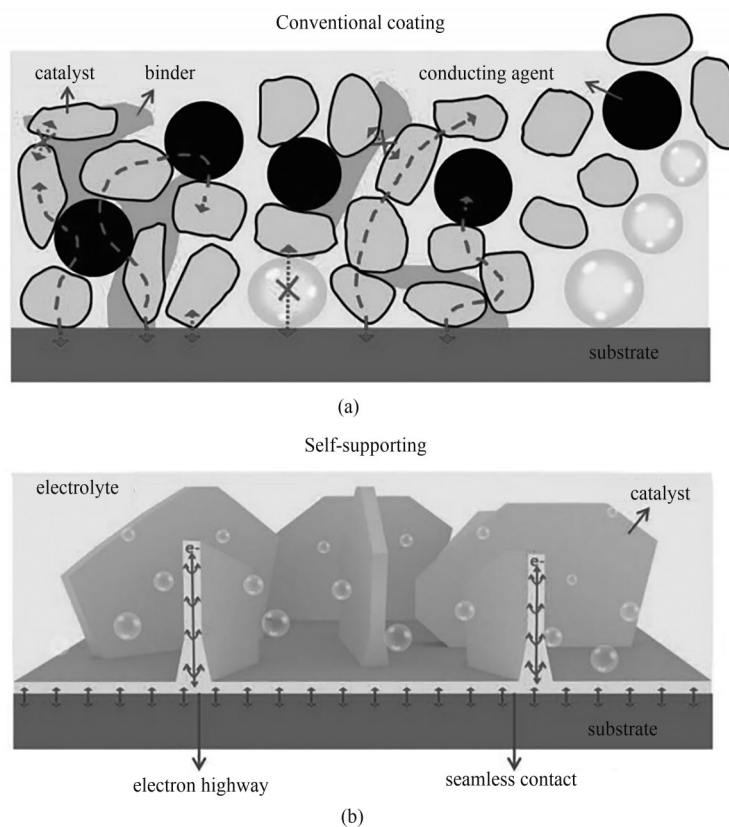 Conventional coating
catalyst
binder
conducting agent
substrate
(a)
Self-supporting
electrolyte
catalyst
e-
e-
substrate
electron highway
seamless contact
(b)